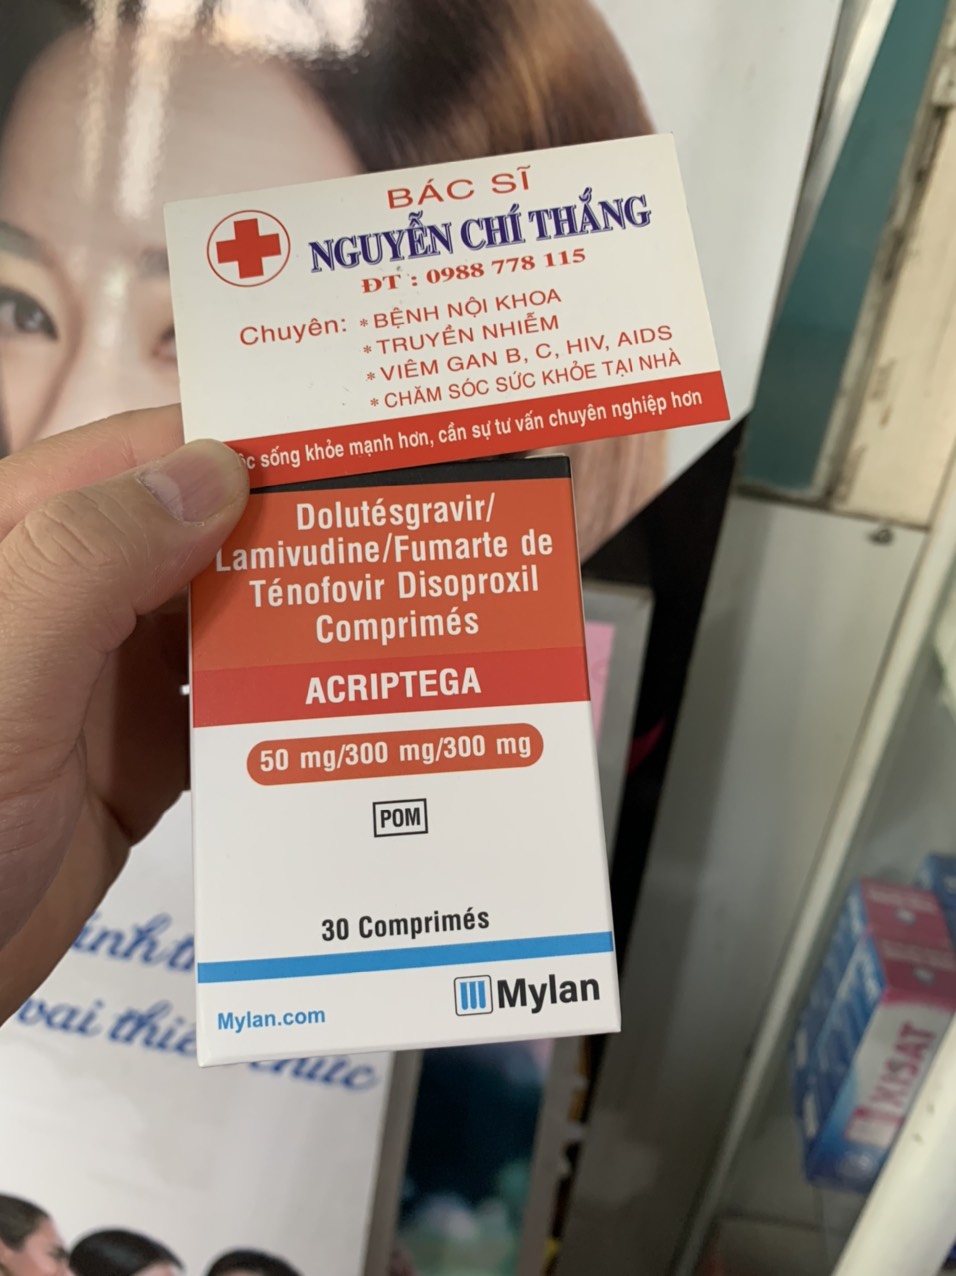 BÁC SĨ
NGUYỄN CHÍ THẮNG
ĐT : 0988 778 115
Chuyên: * BỆNH NỘI KHOA
* TRUYỀN NHIỄM
* VIÊM GAN B, C, HIV, AIDS
* CHĂM SÓC SỨC KHỎE TẠI NHÀ
sống khỏe mạnh hơn, cần sự tư vấn chuyên nghiệp hơn
Dolutésgravir/
Lamivudine/Fumarte de
Ténofovir Disoproxil
Comprimés
ACRIPTEGA
50 mg/300 mg/300 mg
POM
30 Comprimés
Mylan.com
Mylan
XISAT